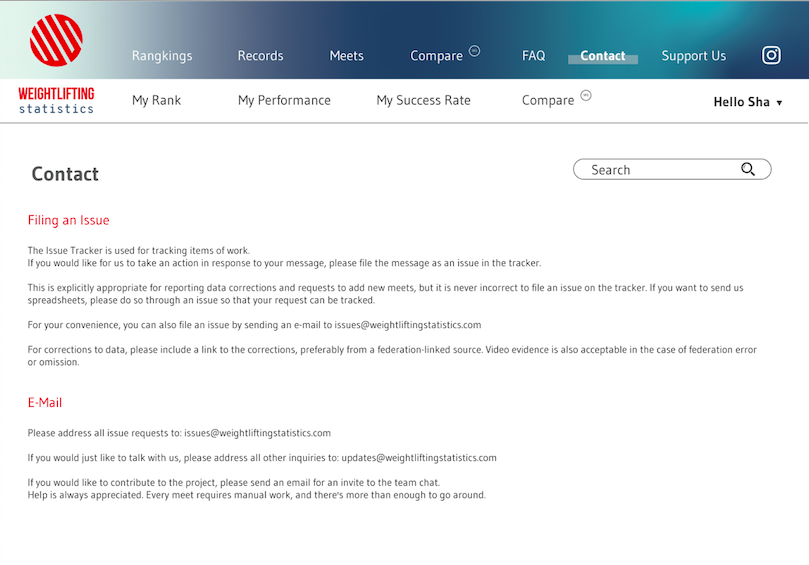 Rangkings Records Meets Compare FAQ Contact Support Us
WEIGHTLIFTING
statistics
My Rank My Performance My Success Rate Compare Hello Sha ▼
Contact
Search
Filing an Issue
The Issue Tracker is used for tracking items of work.
If you would like for us to take an action in response to your message, please file the message as an issue in the tracker.
This is explicitly appropriate for reporting data corrections and requests to add new meets, but it is never incorrect to file an issue on the tracker. If you want to send us
spreadsheets, please do so through an issue so that your request can be tracked.
For your convenience, you can also file an issue by sending an e-mail to issues@weightliftingstatistics.com
For corrections to data, please include a link to the corrections, preferably from a federation-linked source. Video evidence is also acceptable in the case of federation error
or omission.
E-Mail
Please address all issue requests to: issues@weightliftingstatistics.com
If you would just like to talk with us, please address all other inquiries to: updates@weightliftingstatistics.com
If you would like to contribute to the project, please send an email for an invite to the team chat.
Help is always appreciated. Every meet requires manual work, and there's more than enough to go around.